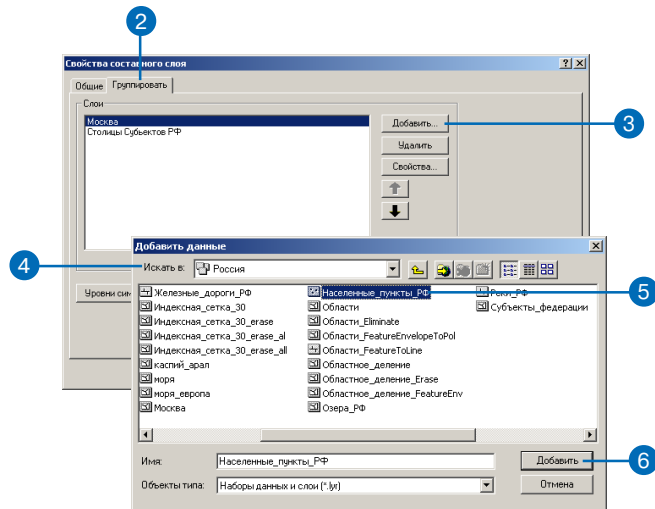 2
Свойства составного слоя
Общие Группировать
Слои
Москва
Столицы Субъектов РФ
Добавить...
3
Удалить
Свойства...
Добавить данные
4
Искать в: Россия
Уровни сим
Железные_дороги_РФ
Индексная_сетка_30
Индексная_сетка_30_erase
Индексная_сетка_30_erase_al
Индексная_сетка_30_erase_all
каспий_арал
моря
моря_европа
Москва
Населенные_пункты_РФ
5
Области
Области_Eliminate
Области_FeatureEnvelopeToPol
Области_FeatureToLine
Областное_деление
Областное_деление_Erase
Областное_деление_FeatureEnv
Озера_РФ
Реки_РФ
Субъекты_федерации
Имя: Населенные_пункты_РФ
Добавить
6
Объекты типа: Наборы данных и слои (*.lyr)
Отмена